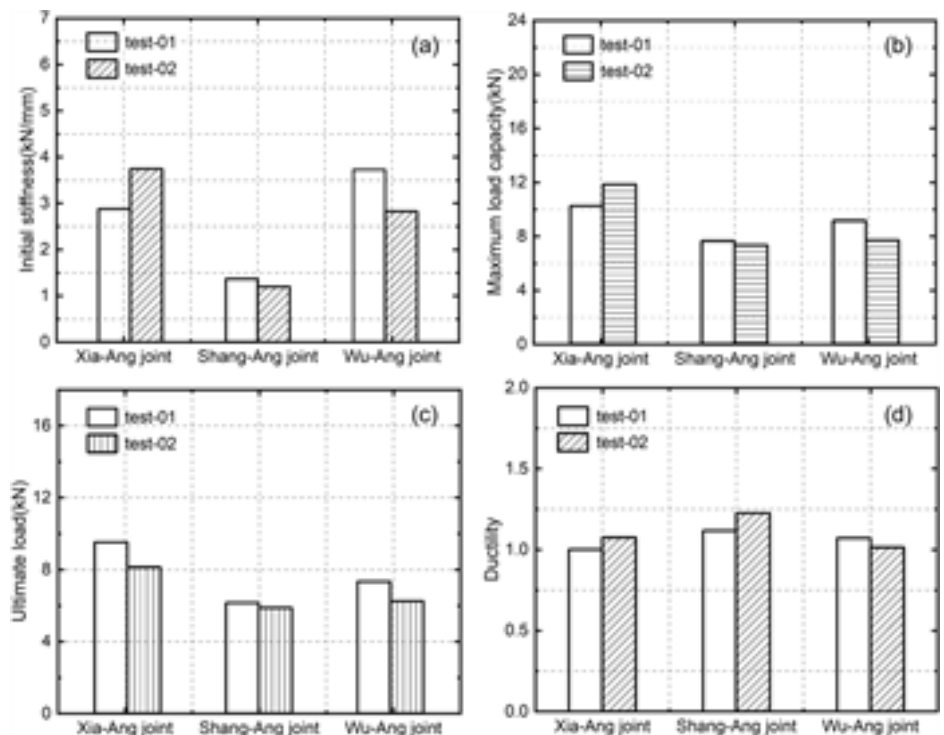 7
6
5
4
3
2
1
0
Initial stiffness(kN/mm)
test-01
test-02
(a)
Xia-Ang joint Shang-Ang joint Wu-Ang joint
24
20
16
12
8
4
0
Maximum load capacity(kN)
test-01
test-02
(b)
Xia-Ang joint Shang-Ang joint Wu-Ang joint
16
12
8
4
0
Ultimate load(kN)
test-01
test-02
(c)
Xia-Ang joint Shang-Ang joint Wu-Ang joint
2.0
1.5
1.0
0.5
0.0
Ductility
test-01
test-02
(d)
Xia-Ang joint Shang-Ang joint Wu-Ang joint